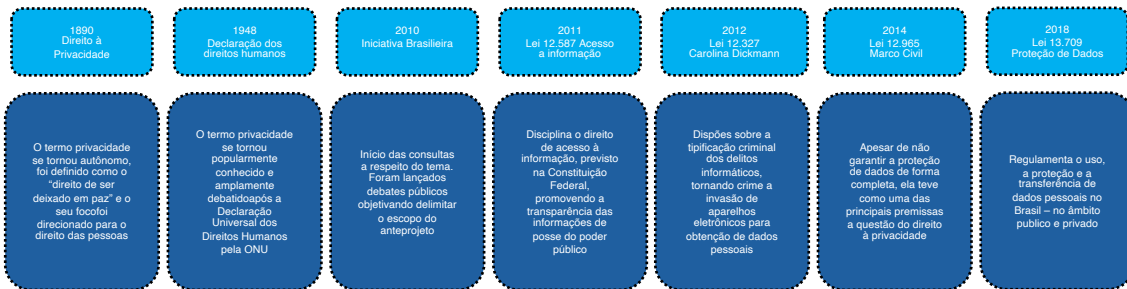 1890
Direito à
Privacidade
1948
Declaração dos
direitos humanos
2010
Iniciativa Brasilieira
2011
Lei 12.587 Acesso
a informação
2012
Lei 12.327
Carolina Dickmann
2014
Lei 12.965
Marco Civil
2018
Lei 13.709
Proteção de Dados
O termo privacidade
se tornou autônomo,
foi definido como o
“direito de ser
deixado em paz” e o
seu focofoi
direcionado para o
direito das pessoas
O termo privacidade
se tornou
popularmente
conhecido e
amplamente
debatidoapós a
Declaração
Universal dos
Direitos Humanos
pela ONU
Início das consultas
a respeito do tema.
Foram lançados
debates públicos
objetivando delimitar
o escopo do
anteprojeto
Disciplina o direito
de acesso à
informação, previsto
na Constituição
Federal,
promovendo a
transparência das
informações de
posse do poder
público
Dispões sobre a
tipificação criminal
dos delitos
informáticos,
tornando crime a
invasão de
aparelhos
eletrônicos para
obtenção de dados
pessoais
Apesar de não
garantir a proteção
de dados de forma
completa, ela teve
como uma das
principais premissas
a questão do direito
à privacidade
Regulamenta o uso,
a proteção e a
transferência de
dados pessoais no
Brasil – no âmbito
publico e privado